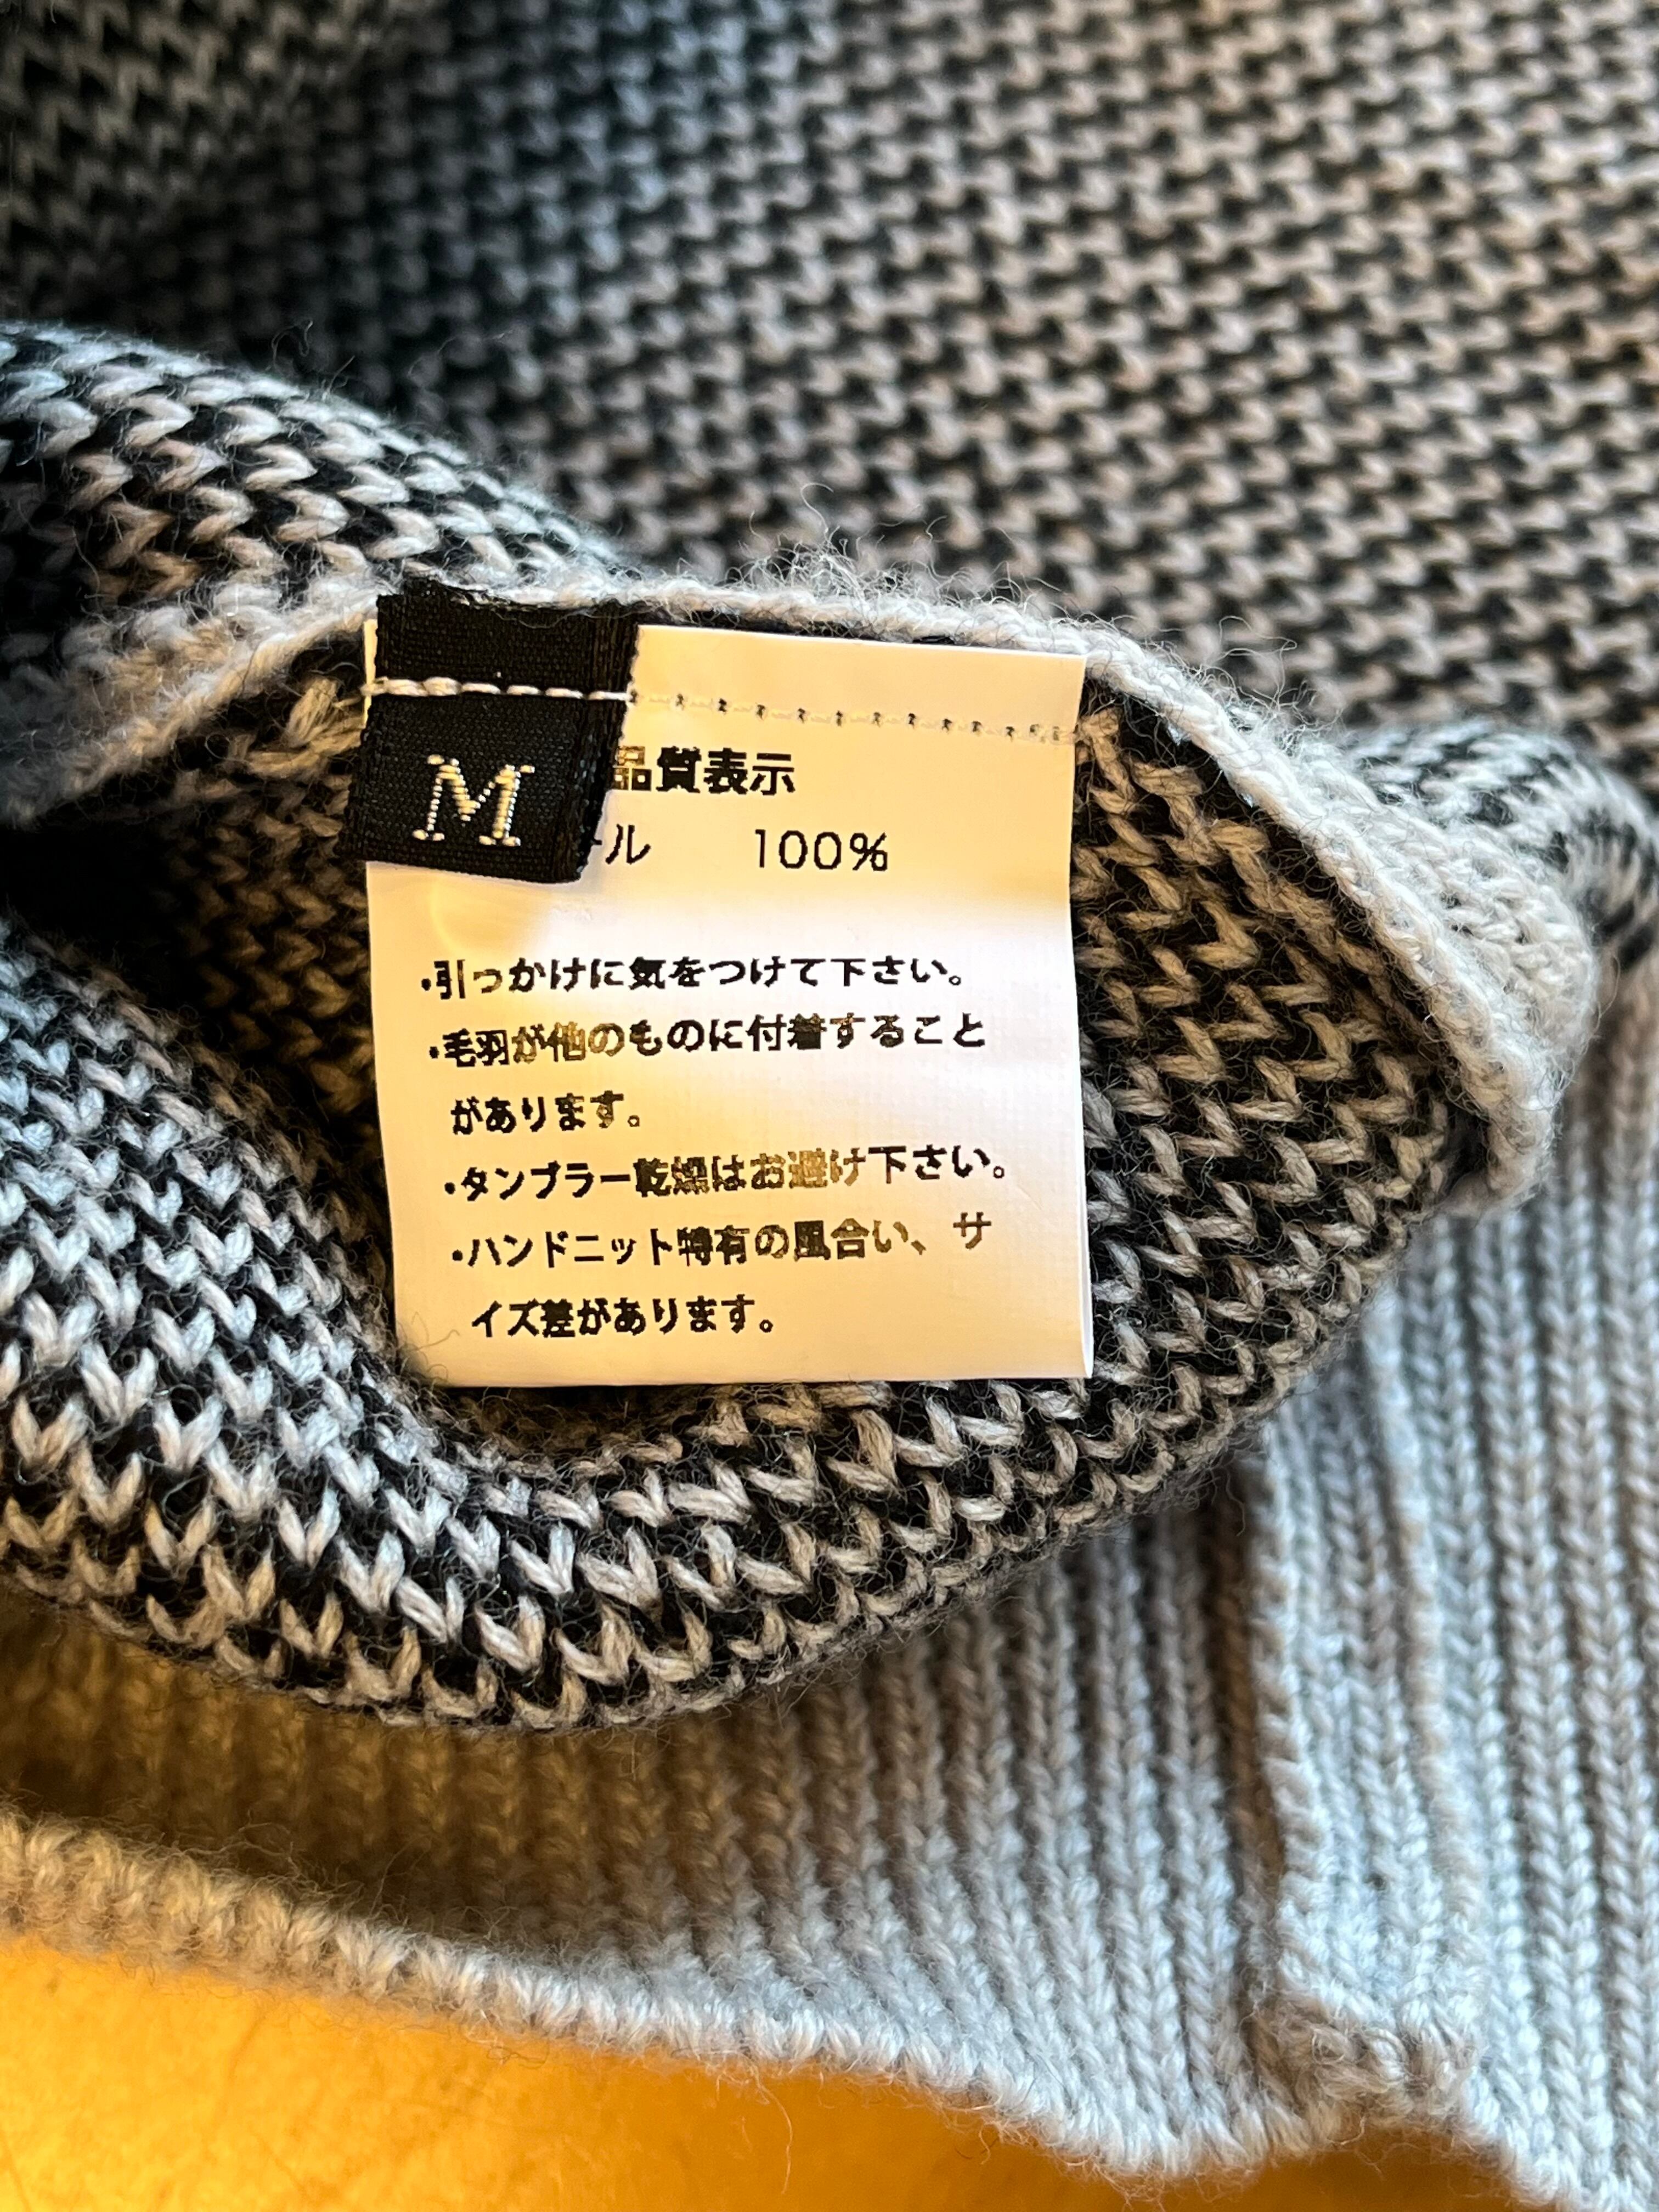 M
品質表示
ル 100%
・引っかけに気をつけて下さい。
・毛羽が他のものに付着すること
があります。
・タンブラー乾燥はお避け下さい。
・ハンドニット特有の風合い、サ
イズ差があります。